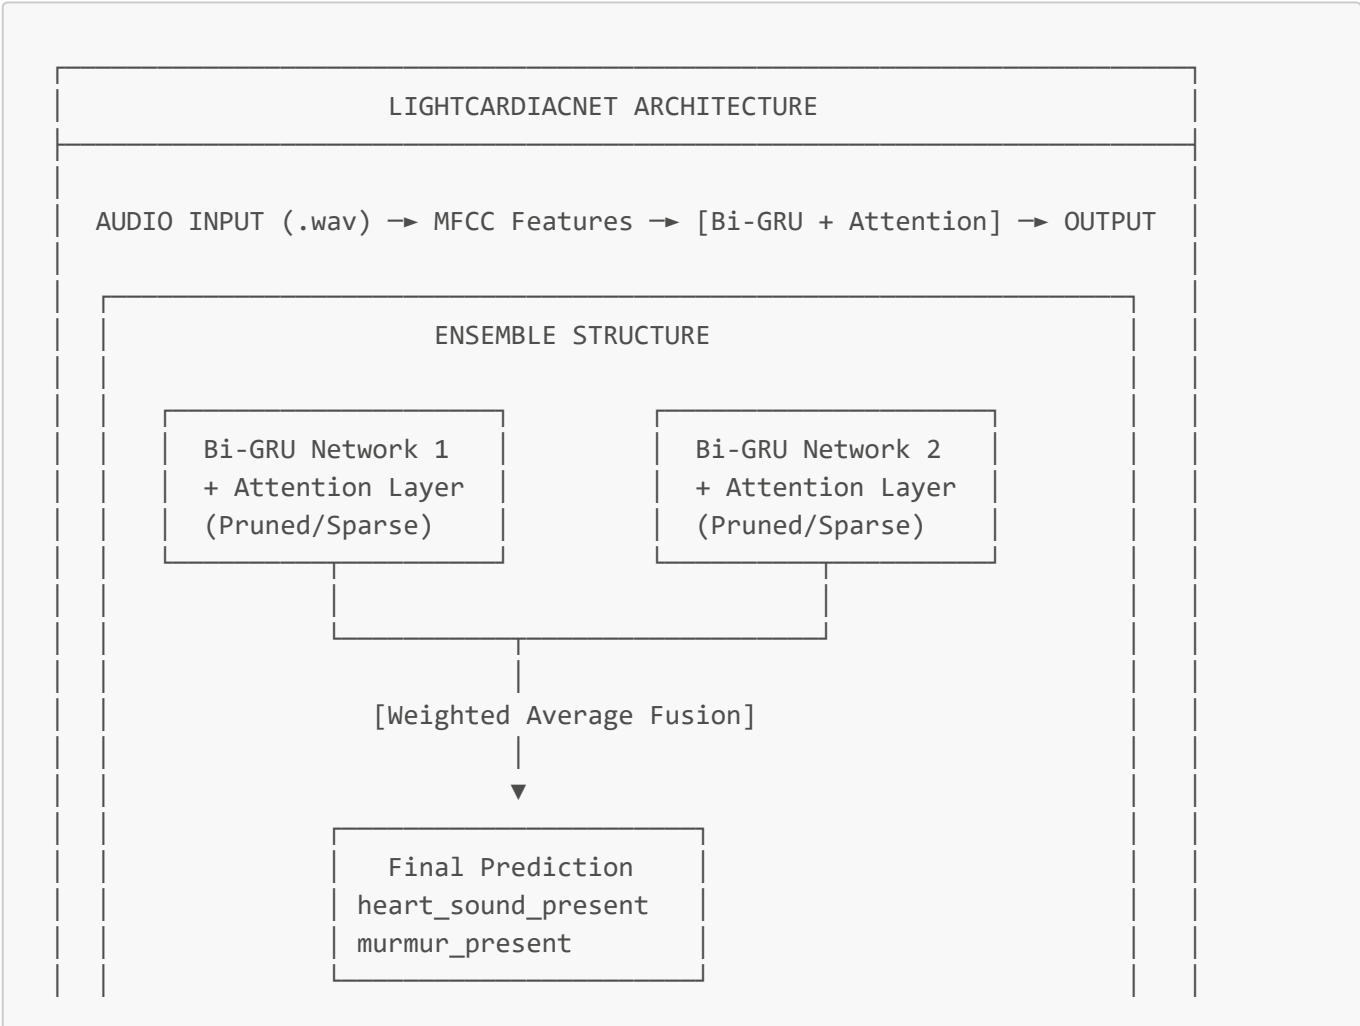 LIGHTCARDIACNET ARCHITECTURE
AUDIO INPUT (.wav) ─► MFCC Features ─► [Bi-GRU + Attention] ─► OUTPUT
ENSEMBLE STRUCTURE
Bi-GRU Network 1
+ Attention Layer
(Pruned/Sparse)
Bi-GRU Network 2
+ Attention Layer
(Pruned/Sparse)
[Weighted Average Fusion]
Final Prediction
heart_sound_present
murmur_present